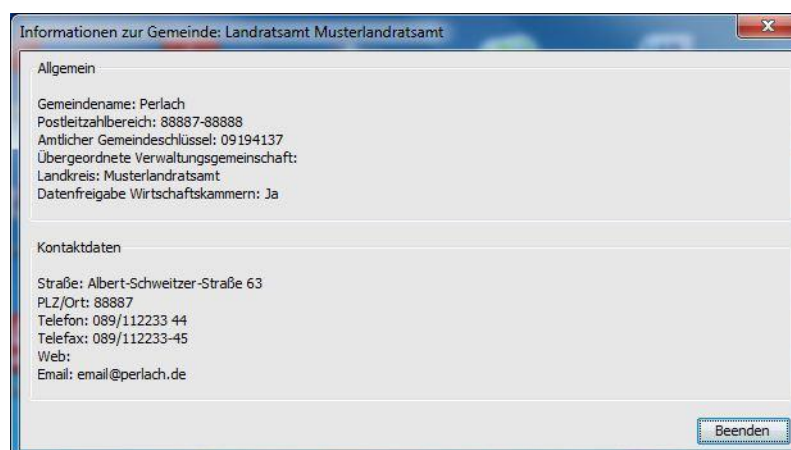 Informationen zur Gemeinde: Landratsamt Musterlandratsamt
Allgemein
Gemeindename: Perlach
Postleitzahlbereich: 88887-88888
Amtlicher Gemeindeschlüssel: 09194137
Übergeordnete Verwaltungsgemeinschaft:
Landkreis: Musterlandratsamt
Datenfreigabe Wirtschaftskammern: Ja
Kontaktdaten
Straße: Albert-Schweitzer-Straße 63
PLZ/Ort: 88887
Telefon: 089/112233 44
Telefax: 089/112233-45
Web:
Email: email@perlach.de
Beenden